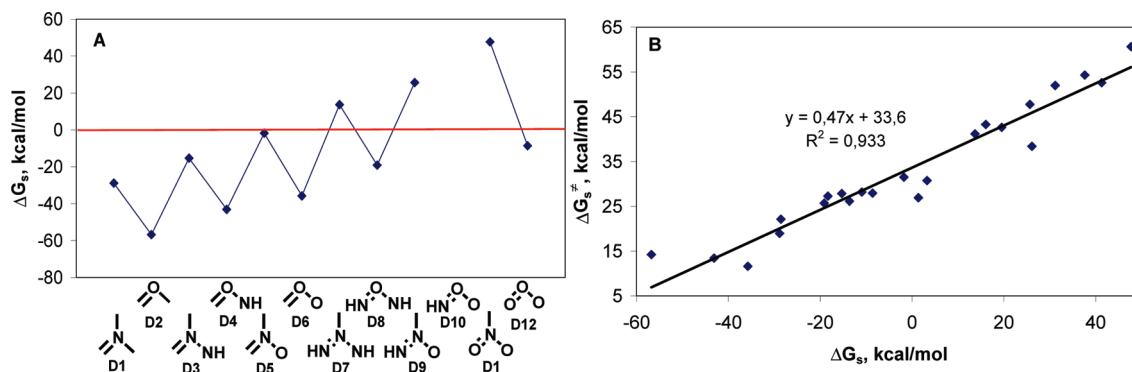 A
ΔGs, kcal/mol
60
40
20
0
-20
-40
-60
-80
O
O NH
O O
HN O NH
HN O O
O O O
D2
D4
D6
D8
D10
D12
N
N NH
N O
HN N NH
HN N O
O N O
D1
D3
D5
D7
D9
D1
B
ΔGs≠, kcal/mol
65
55
45
35
25
15
5
y = 0,47x + 33,6
R2 = 0,933
-60
-40
-20
0
20
40
ΔGs, kcal/mol